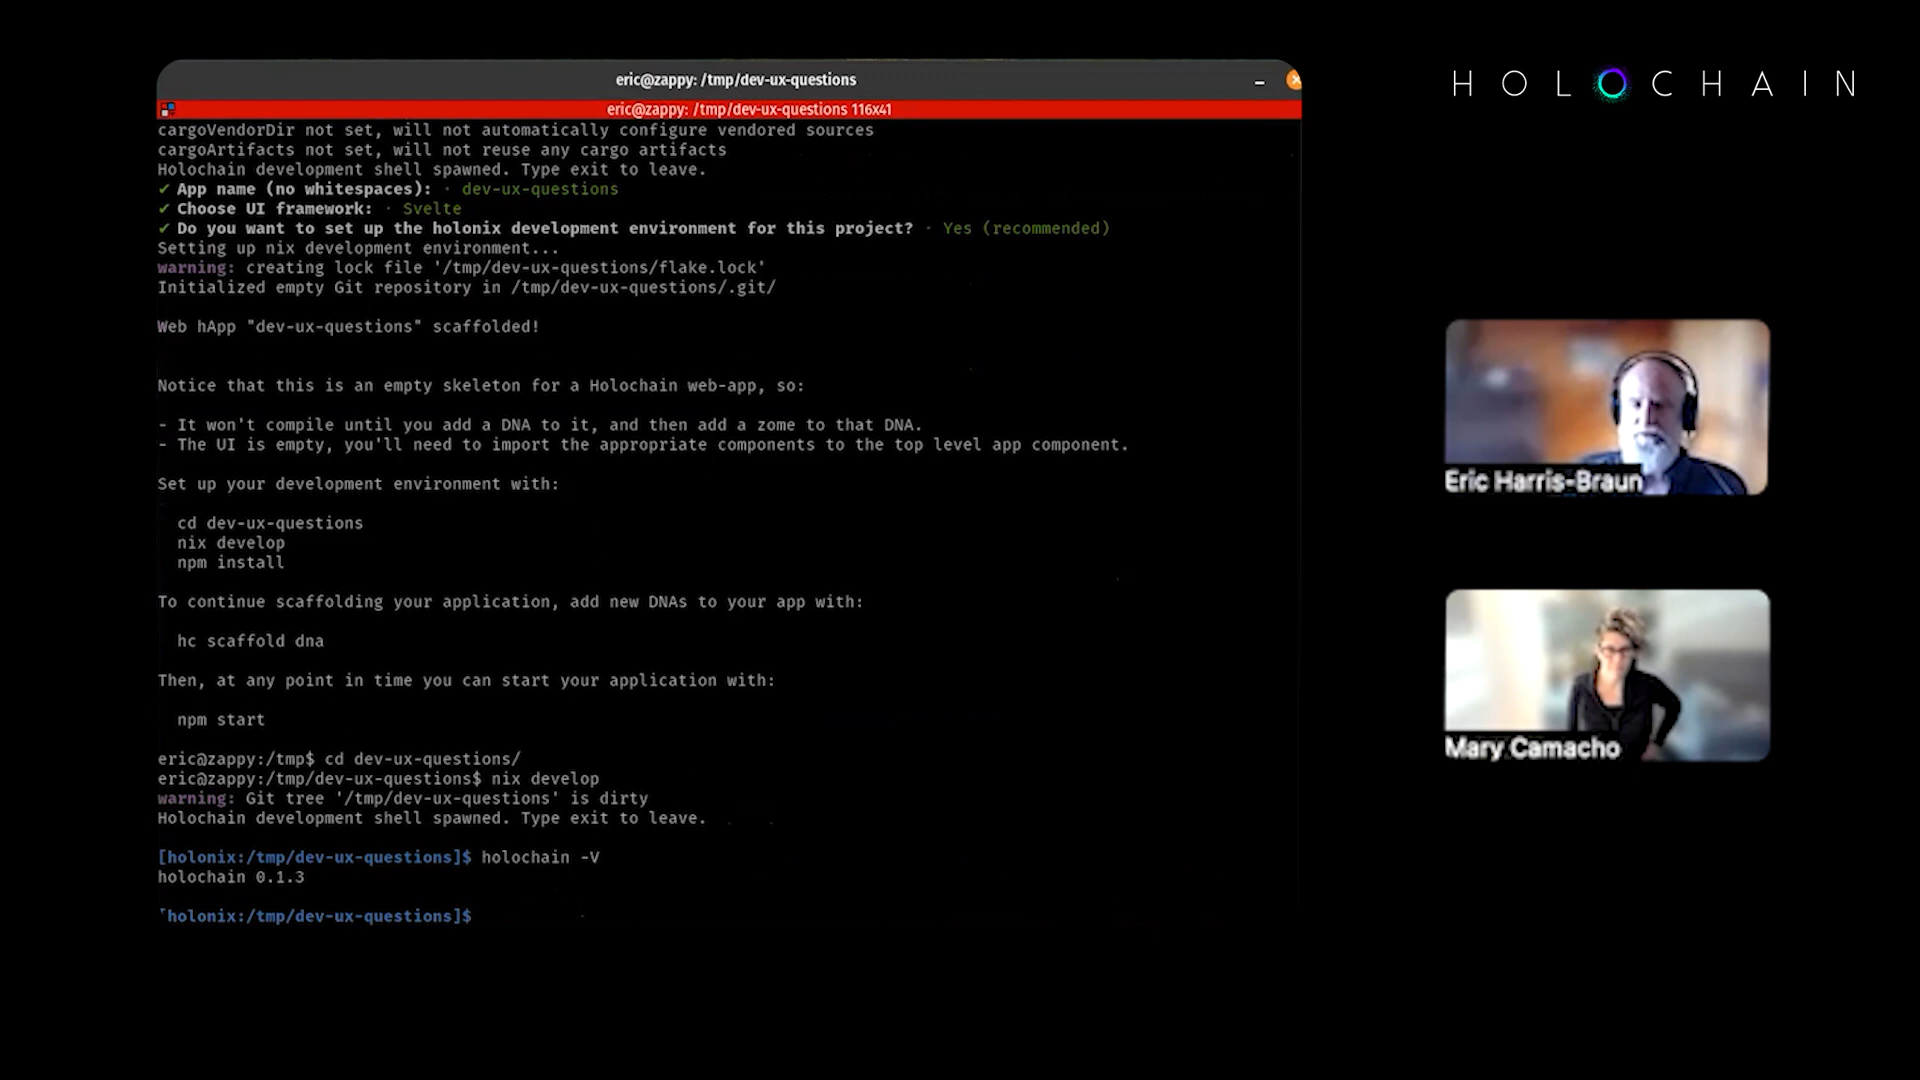 eric@zappy: /tmp/dev-ux-questions
eric@zappy: /tmp/dev-ux-questions 116x41
cargoVendorDir not set, will not automatically configure vendored sources
cargoArtifacts not set, will not reuse any cargo artifacts
Holochain development shell spawned. Type exit to leave.
✔ App name (no whitespaces): · dev-ux-questions
✔ Choose UI framework: · Svelte
✔ Do you want to set up the holonix development environment for this project? · Yes (recommended)
Setting up nix development environment...
warning: creating lock file '/tmp/dev-ux-questions/flake.lock'
Initialized empty Git repository in /tmp/dev-ux-questions/.git/
Web hApp "dev-ux-questions" scaffolded!
Notice that this is an empty skeleton for a Holochain web-app, so:
- It won't compile until you add a DNA to it, and then add a zome to that DNA.
- The UI is empty, you'll need to import the appropriate components to the top level app component.
Set up your development environment with:
cd dev-ux-questions
nix develop
npm install
To continue scaffolding your application, add new DNAs to your app with:
hc scaffold dna
Then, at any point in time you can start your application with:
npm start
eric@zappy:/tmp$ cd dev-ux-questions/
eric@zappy:/tmp/dev-ux-questions$ nix develop
warning: Git tree '/tmp/dev-ux-questions' is dirty
Holochain development shell spawned. Type exit to leave.
[holonix:/tmp/dev-ux-questions]$ holochain -V
holochain 0.1.3
[holonix:/tmp/dev-ux-questions]$
HOLOCHAIN
Eric Harris-Braun
Mary Camacho